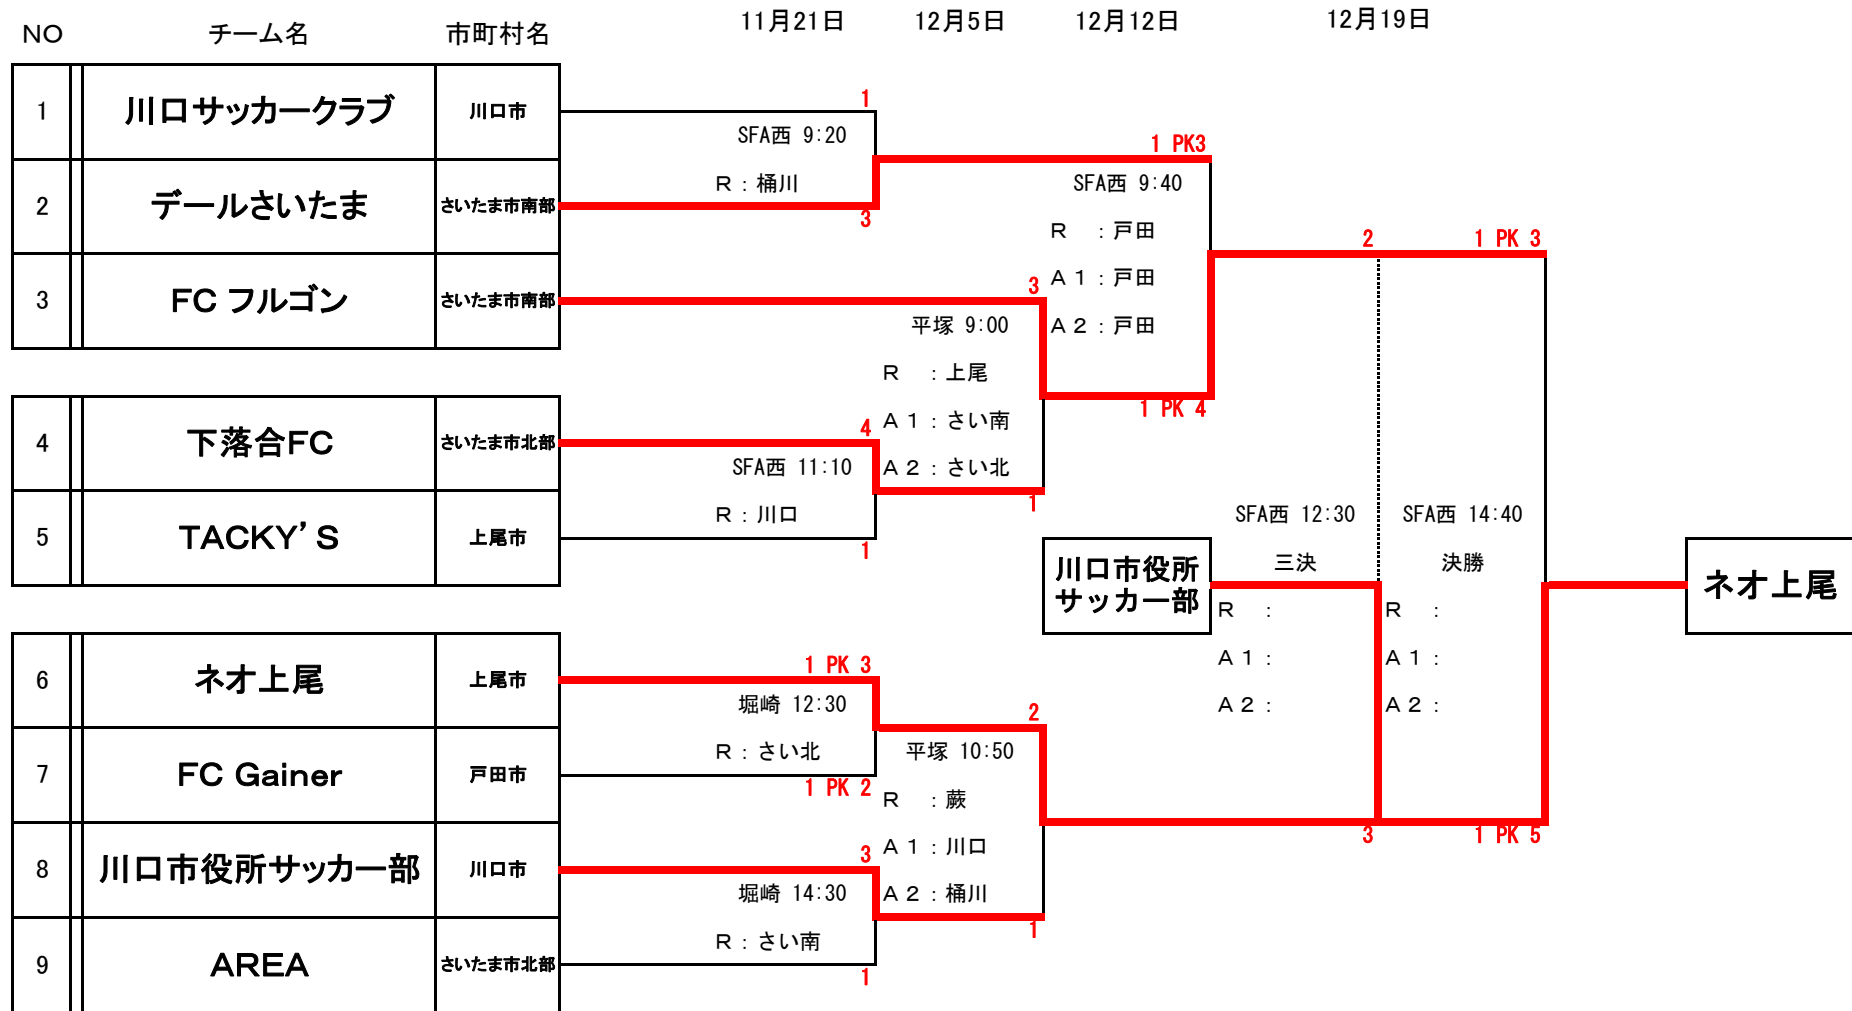 11月21日 12月5日 12月12日 12月19日
NO チーム名 市町村名
1 川口サッカークラブ 川口市
1
SFA西 9:20
1 PK3
R：桶川
SFA西 9:40
2 デールさいたま さいたま市南部
3
R ：戸田
2 1 PK 3
A１：戸田
3 FC フルゴン さいたま市南部
3
平塚 9:00
A２：戸田
R ：上尾
1 PK 4
A１：さい南
4 下落合FC さいたま市北部
4
SFA西 11:10
A２：さい北
1
R：川口
SFA西 12:30 SFA西 14:40
5 TACKY’S 上尾市
1
三決 決勝
川口市役所
サッカー部
ネオ上尾
R ： R ：
A１： A１：
6 ネオ上尾 上尾市
1 PK 3
堀崎 12:30
A２： A２：
2
R：さい北
平塚 10:50
7 FC Gainer 戸田市
1 PK 2
R ：蕨
3 1 PK 5
A１：川口
8 川口市役所サッカー部 川口市
3
堀崎 14:30
A２：桶川
1
R：さい南
9 AREA さいたま市北部
1